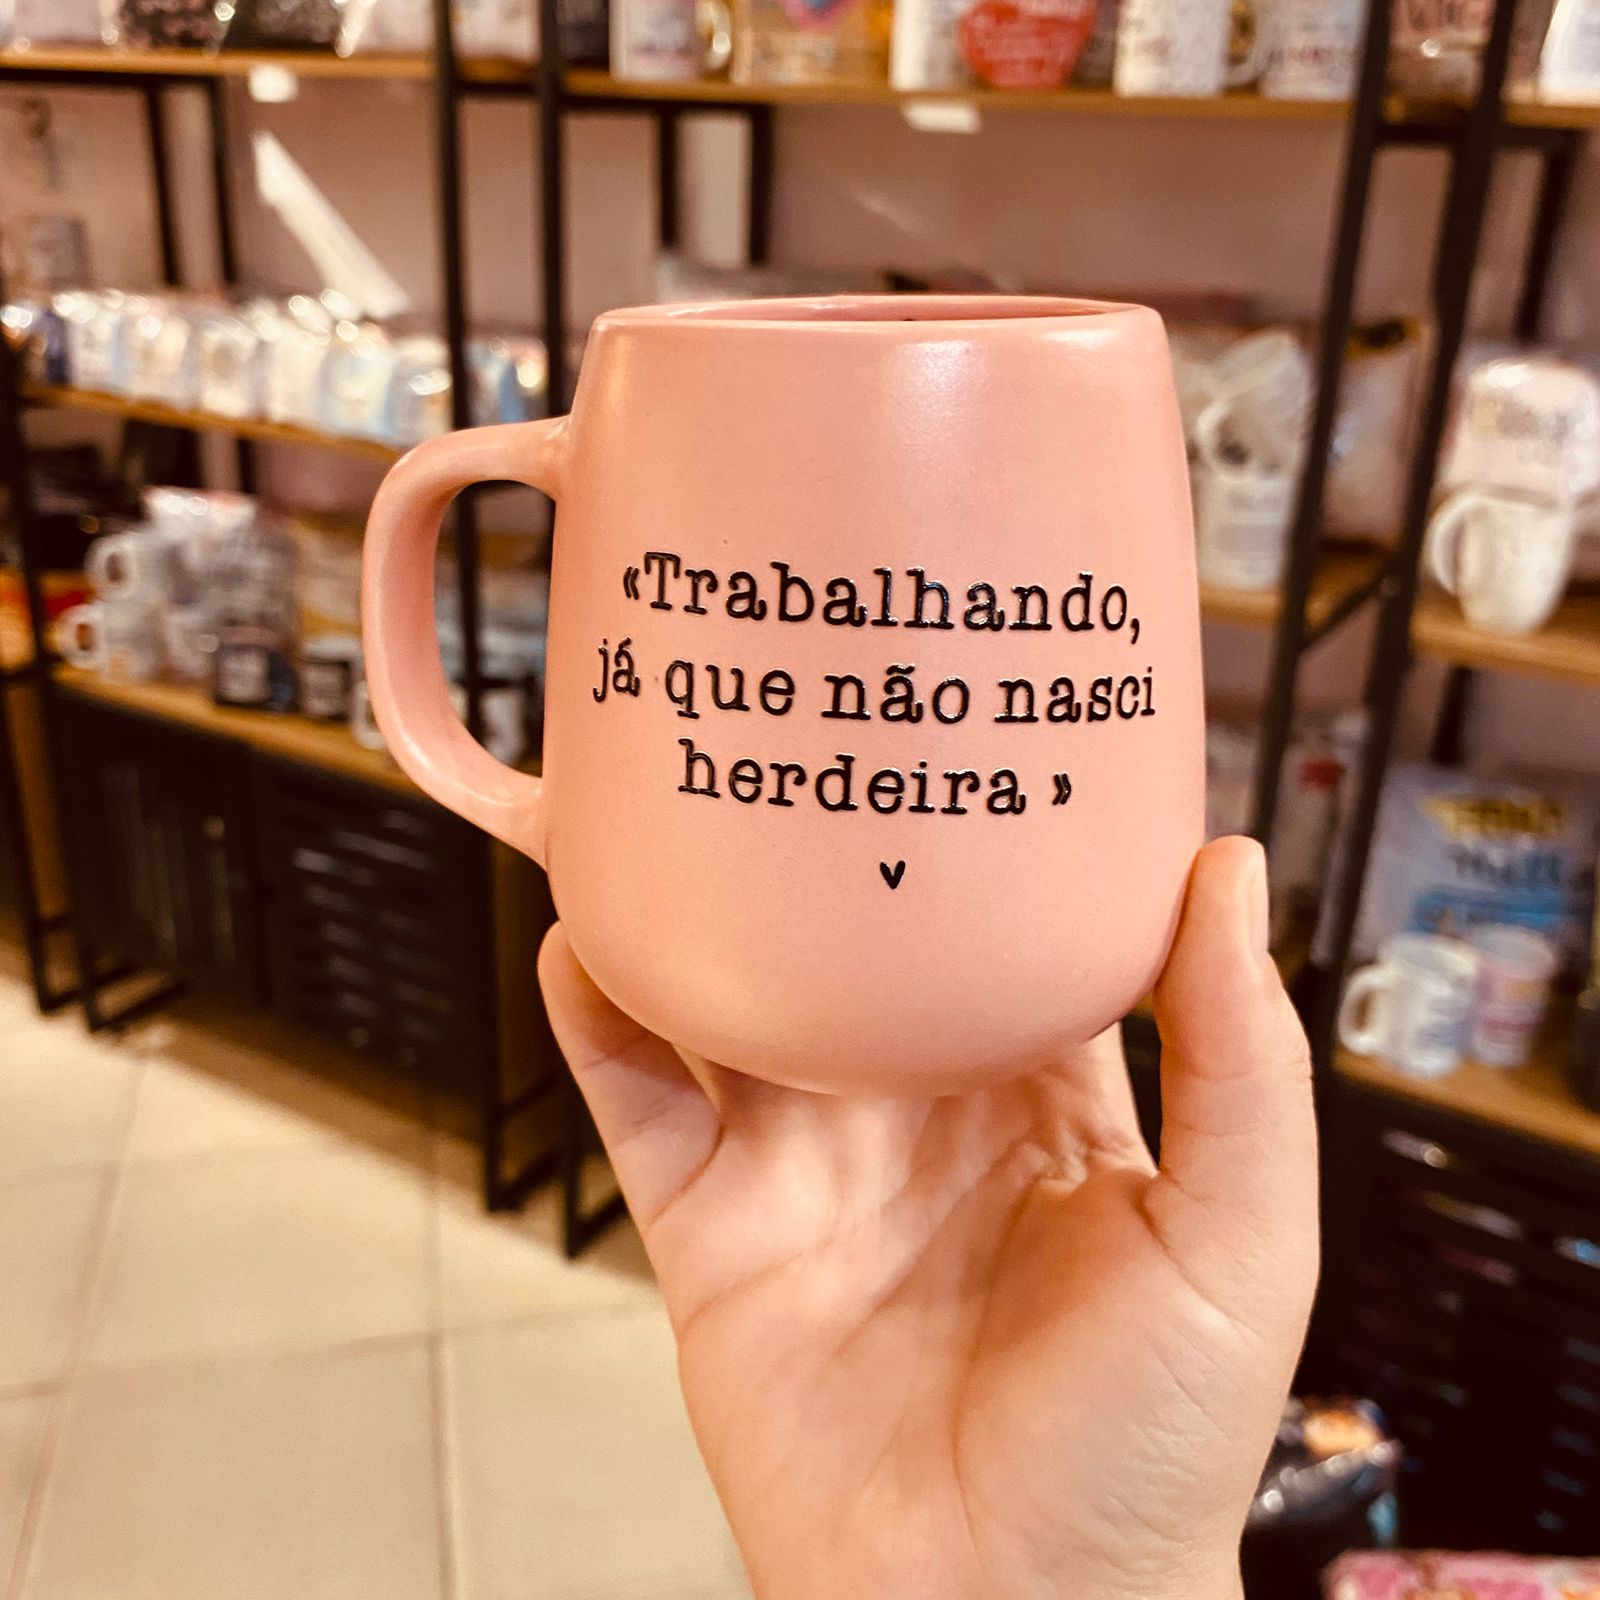 «Trabalhando,
já que não nasci
herdeira »